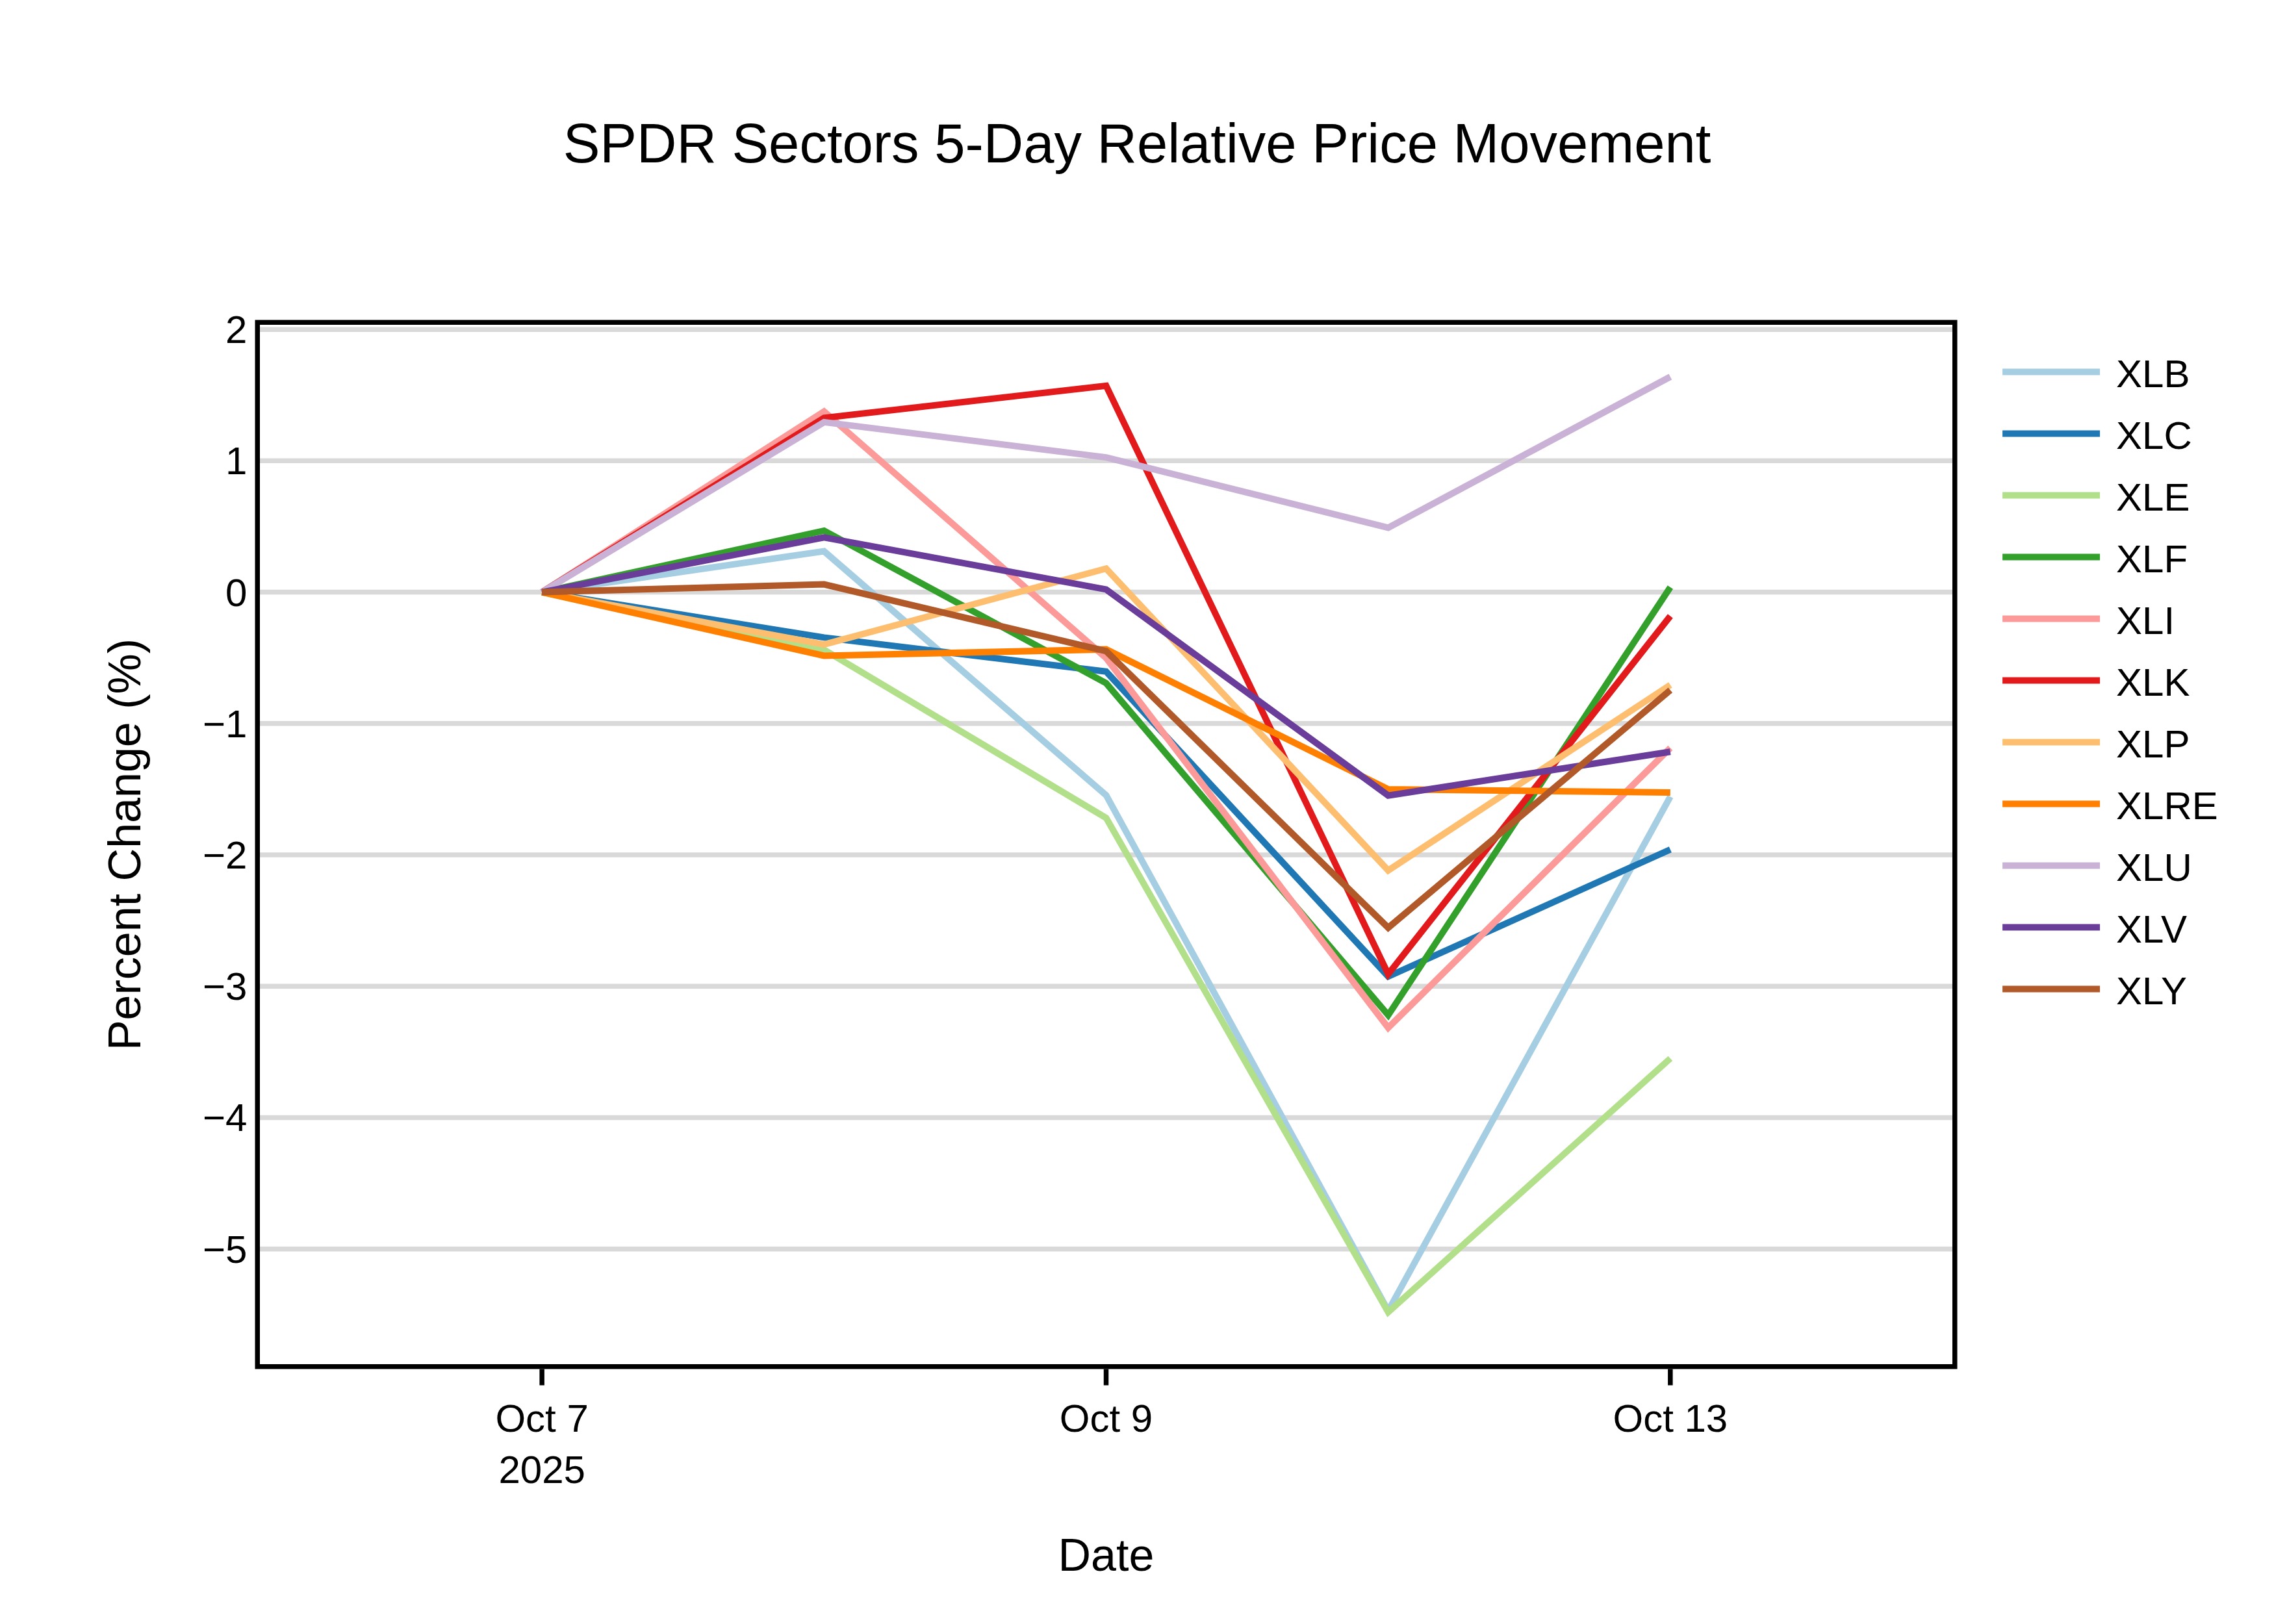 SPDR Sectors 5-Day Relative Price Movement
Percent Change (%)
2
1
0
−1
−2
−3
−4
−5
Oct 7
2025
Oct 9
Oct 13
Date
XLB
XLC
XLE
XLF
XLI
XLK
XLP
XLRE
XLU
XLV
XLY